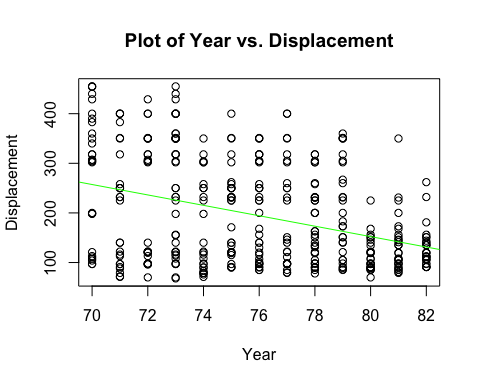 Plot of Year vs. Displacement
Displacement
400
300
200
100
70 72 74 76 78 80 82
Year